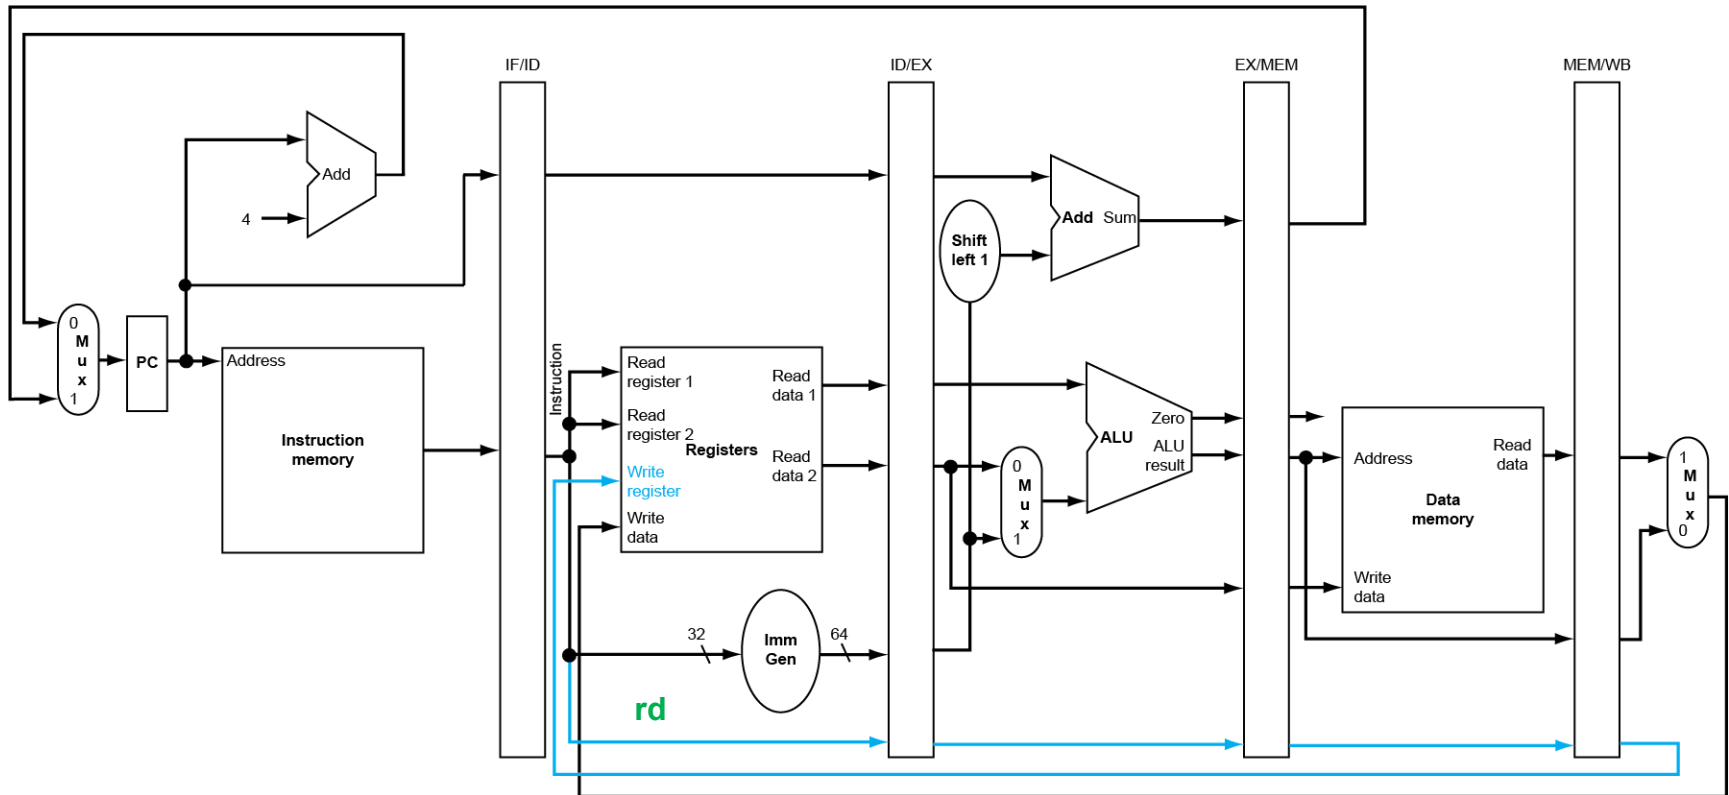 IF/ID
ID/EX
EX/MEM
MEM/WB
Add
4
Add Sum
Shift
left 1
0
M
u
x
1
PC
Address
Instruction
memory
Instruction
Read
register 1
Read
register 2
Write
register
Write
data
Registers
Read
data 1
Read
data 2
0
M
u
x
1
Zero
ALU
ALU
result
Address
Read
data
Data
memory
Write
data
1
M
u
x
0
32
Imm
Gen
64
rd